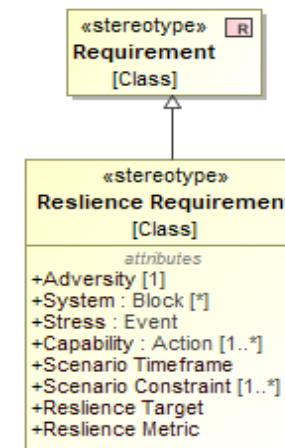 «stereotype» R
Requirement
[Class]
«stereotype»
Reslience Requirement
[Class]
attributes
+Adversity [1]
+System : Block [*]
+Stress : Event
+Capability : Action [1..*]
+Scenario Timeframe
+Scenario Constraint [1..*]
+Reslience Target
+Reslience Metric